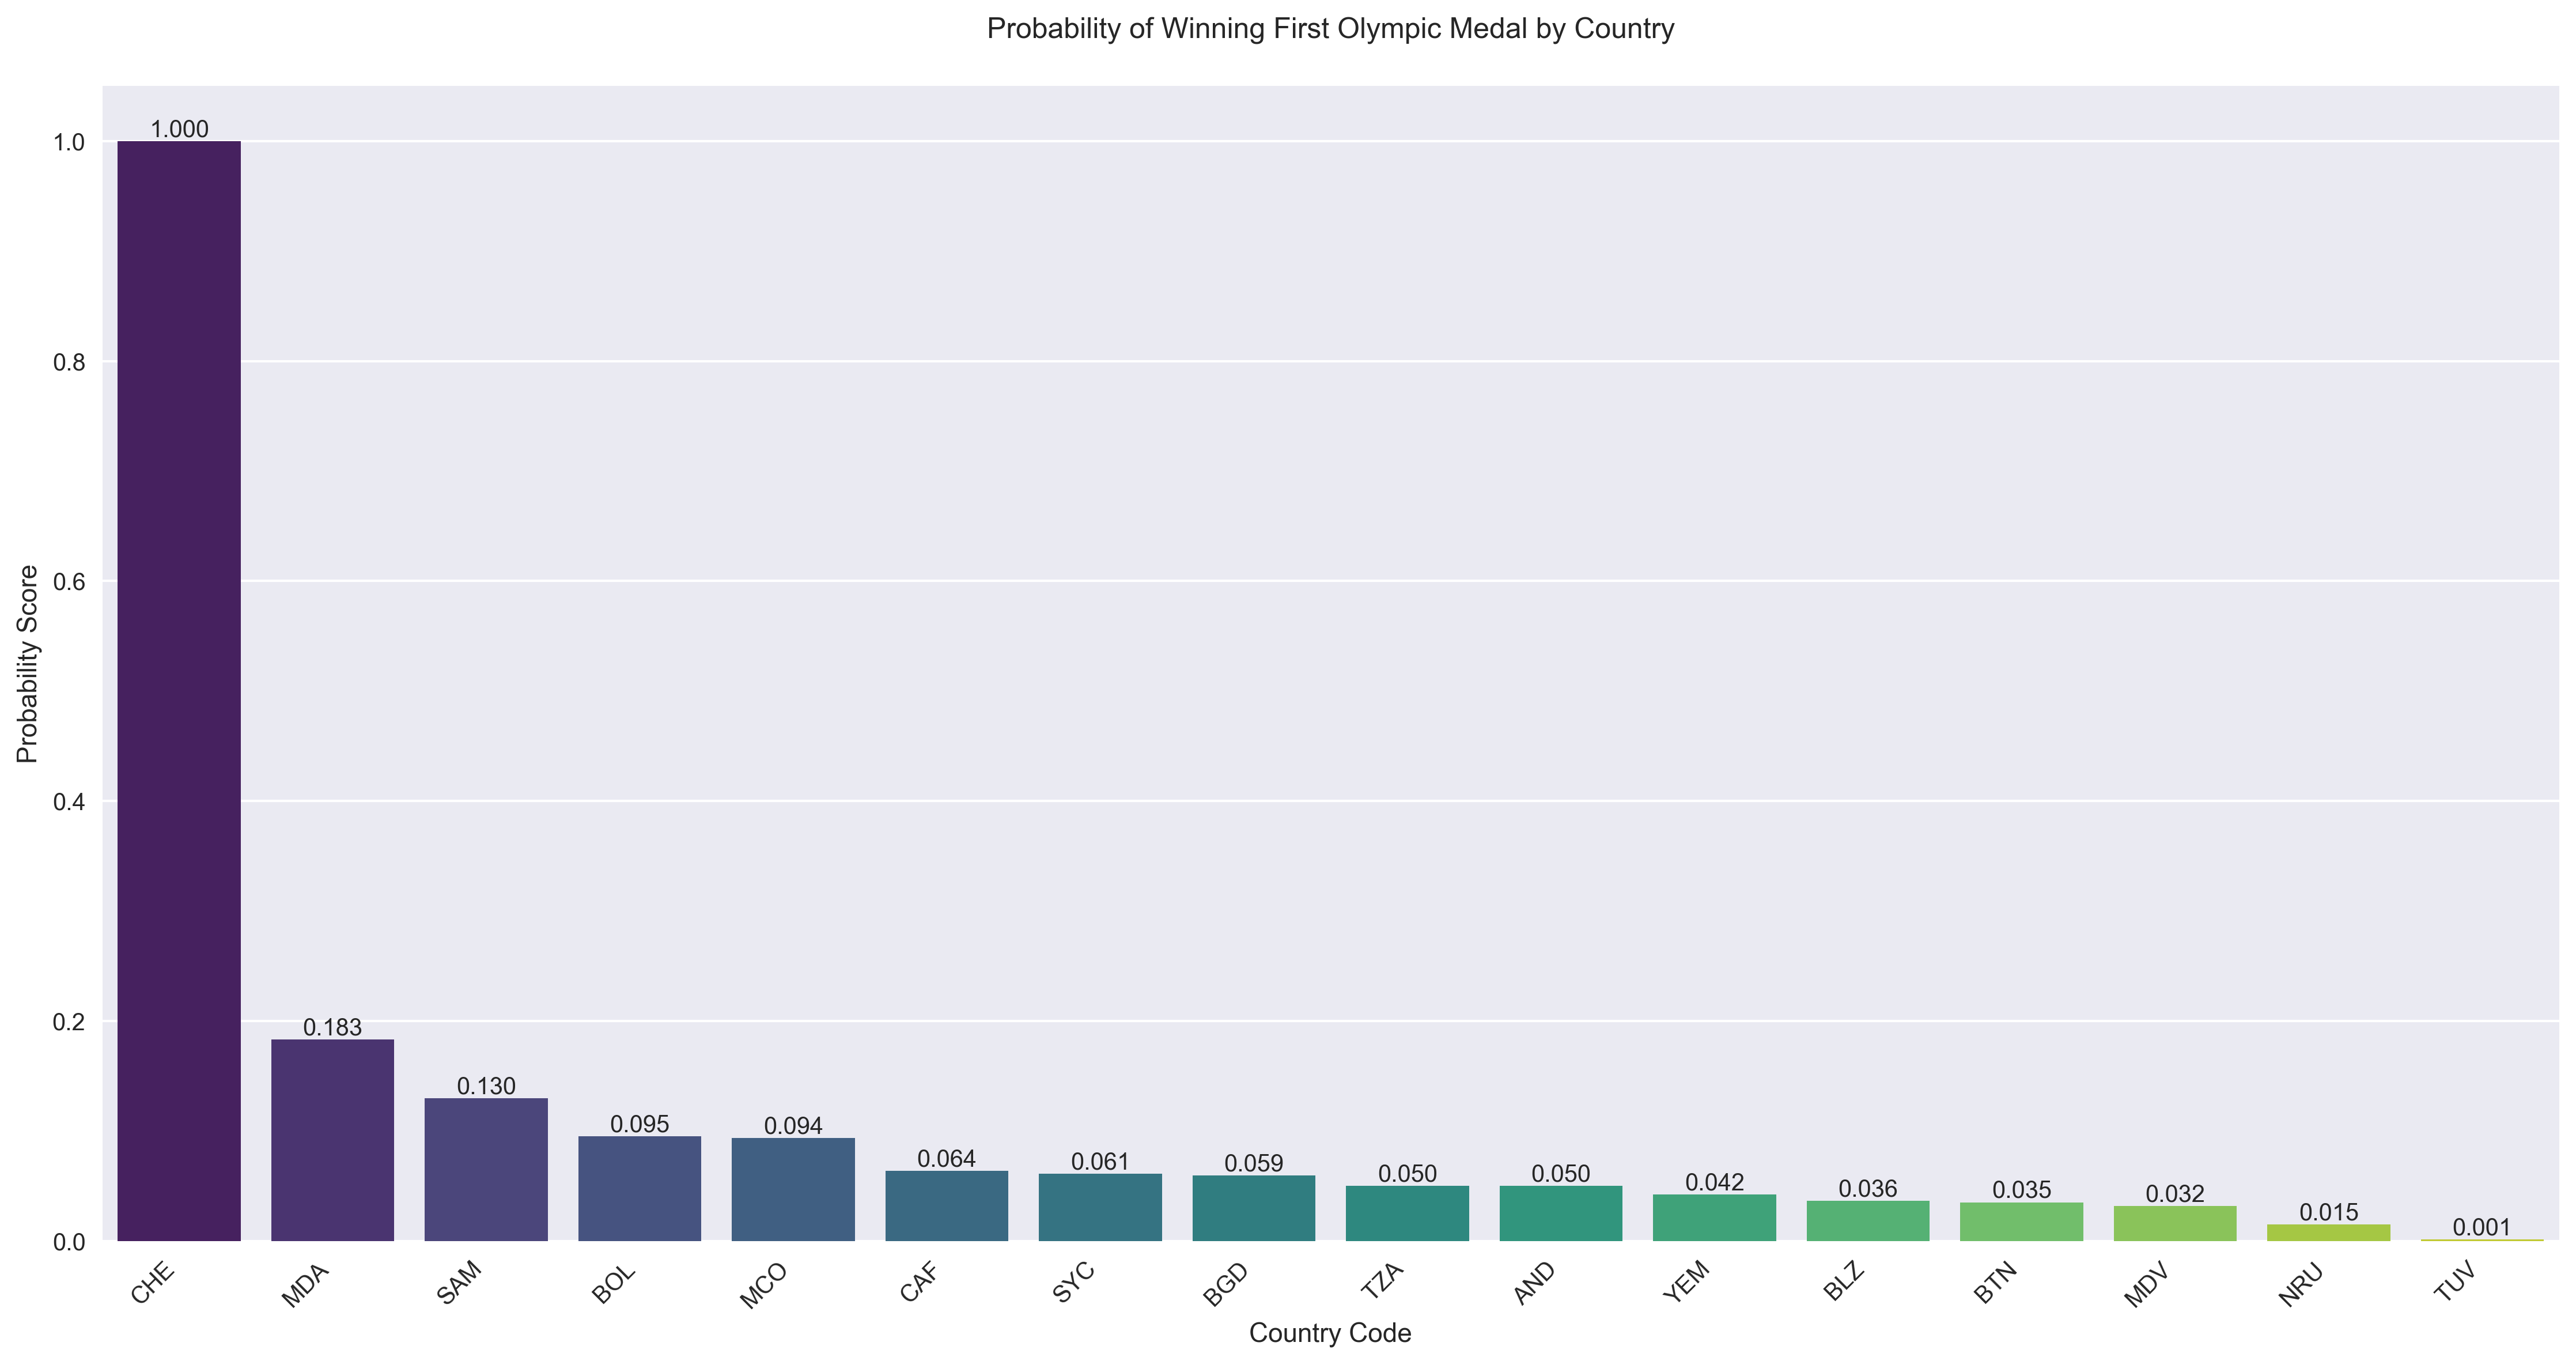 Probability of Winning First Olympic Medal by Country
Probability Score
1.0
0.8
0.6
0.4
0.2
0.0
1.000
0.183
0.130
0.095
0.094
0.064
0.061
0.059
0.050
0.050
0.042
0.036
0.035
0.032
0.015
0.001
CHE
MDA
SAM
BOL
MCO
CAF
SYC
BGD
TZA
AND
YEM
BLZ
BTN
MDV
NRU
TUV
Country Code